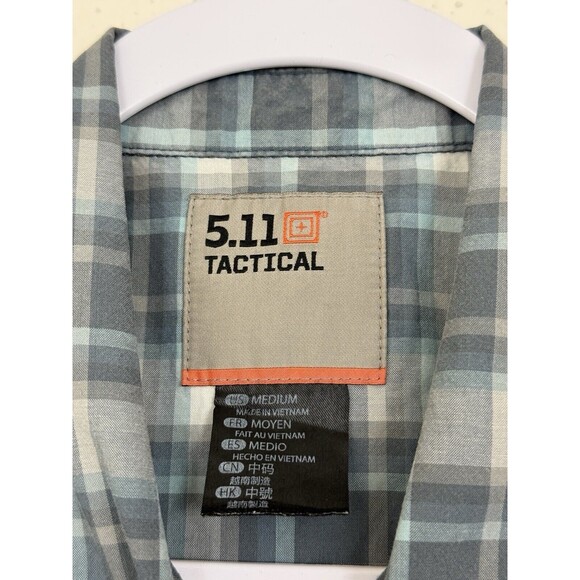 5.11®
TACTICAL
US MEDIUM
MADE IN VIETNAM
FR MOYEN
FAIT AU VIETNAM
ES MEDIO
HECHO EN VIETNAM
CN 中码
越南制造
HK 中號
越南製造